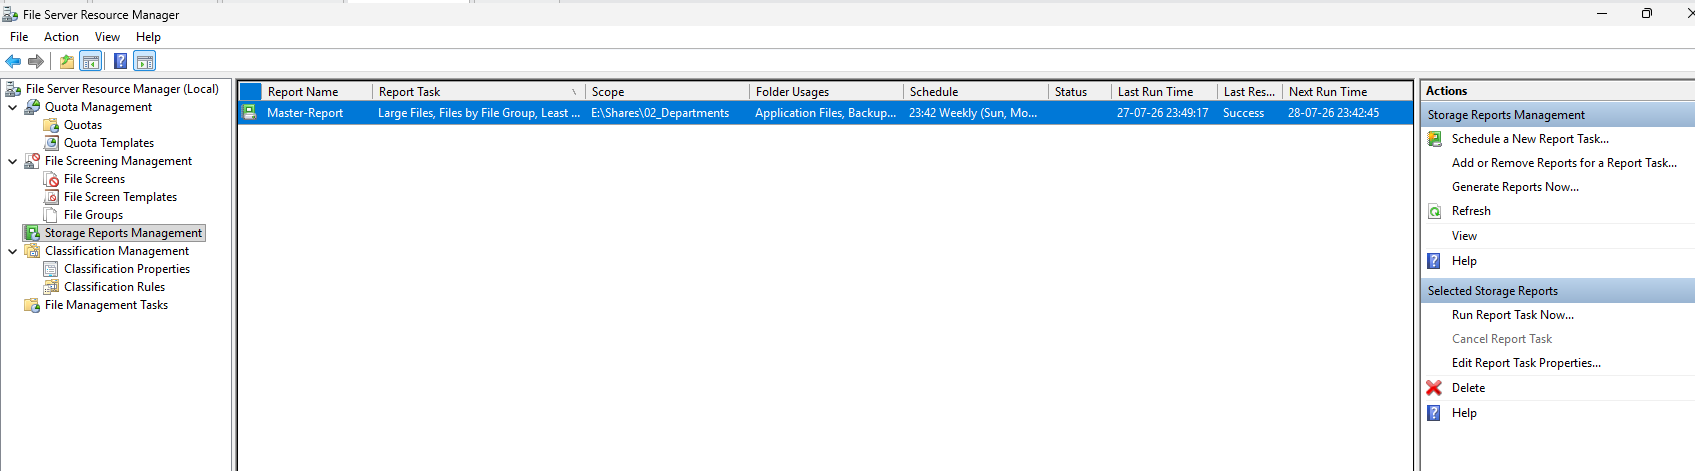 File Server Resource Manager
File Action View Help
File Server Resource Manager (Local)
Quota Management
Quotas
Quota Templates
File Screening Management
File Screens
File Screen Templates
File Groups
Storage Reports Management
Classification Management
Classification Properties
Classification Rules
File Management Tasks
Report Name Report Task Scope Folder Usages Schedule Status Last Run Time Last Res... Next Run Time
Master-Report Large Files, Files by File Group, Least ... E:\Shares\02_Departments Application Files, Backup... 23:42 Weekly (Sun, Mo... 27-07-26 23:49:17 Success 28-07-26 23:42:45
Actions
Storage Reports Management
Schedule a New Report Task...
Add or Remove Reports for a Report Task...
Generate Reports Now...
Refresh
View
Help
Selected Storage Reports
Run Report Task Now...
Cancel Report Task
Edit Report Task Properties...
Delete
Help